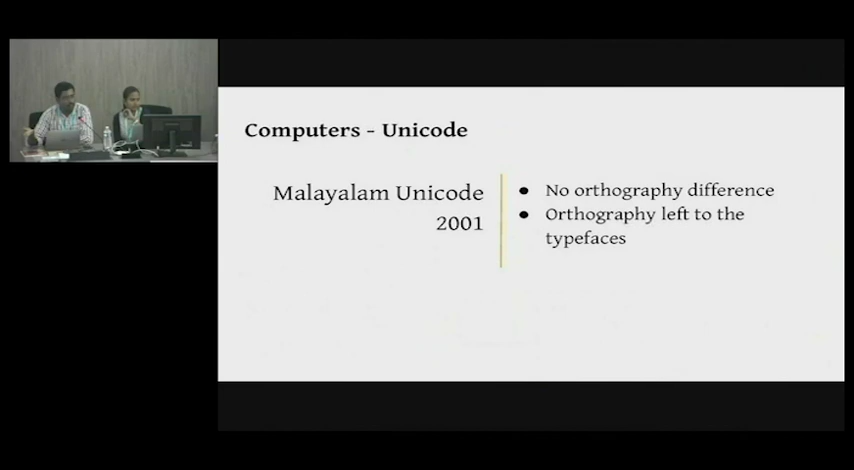 Computers - Unicode
Malayalam Unicode
2001
● No orthography difference
● Orthography left to the
typefaces